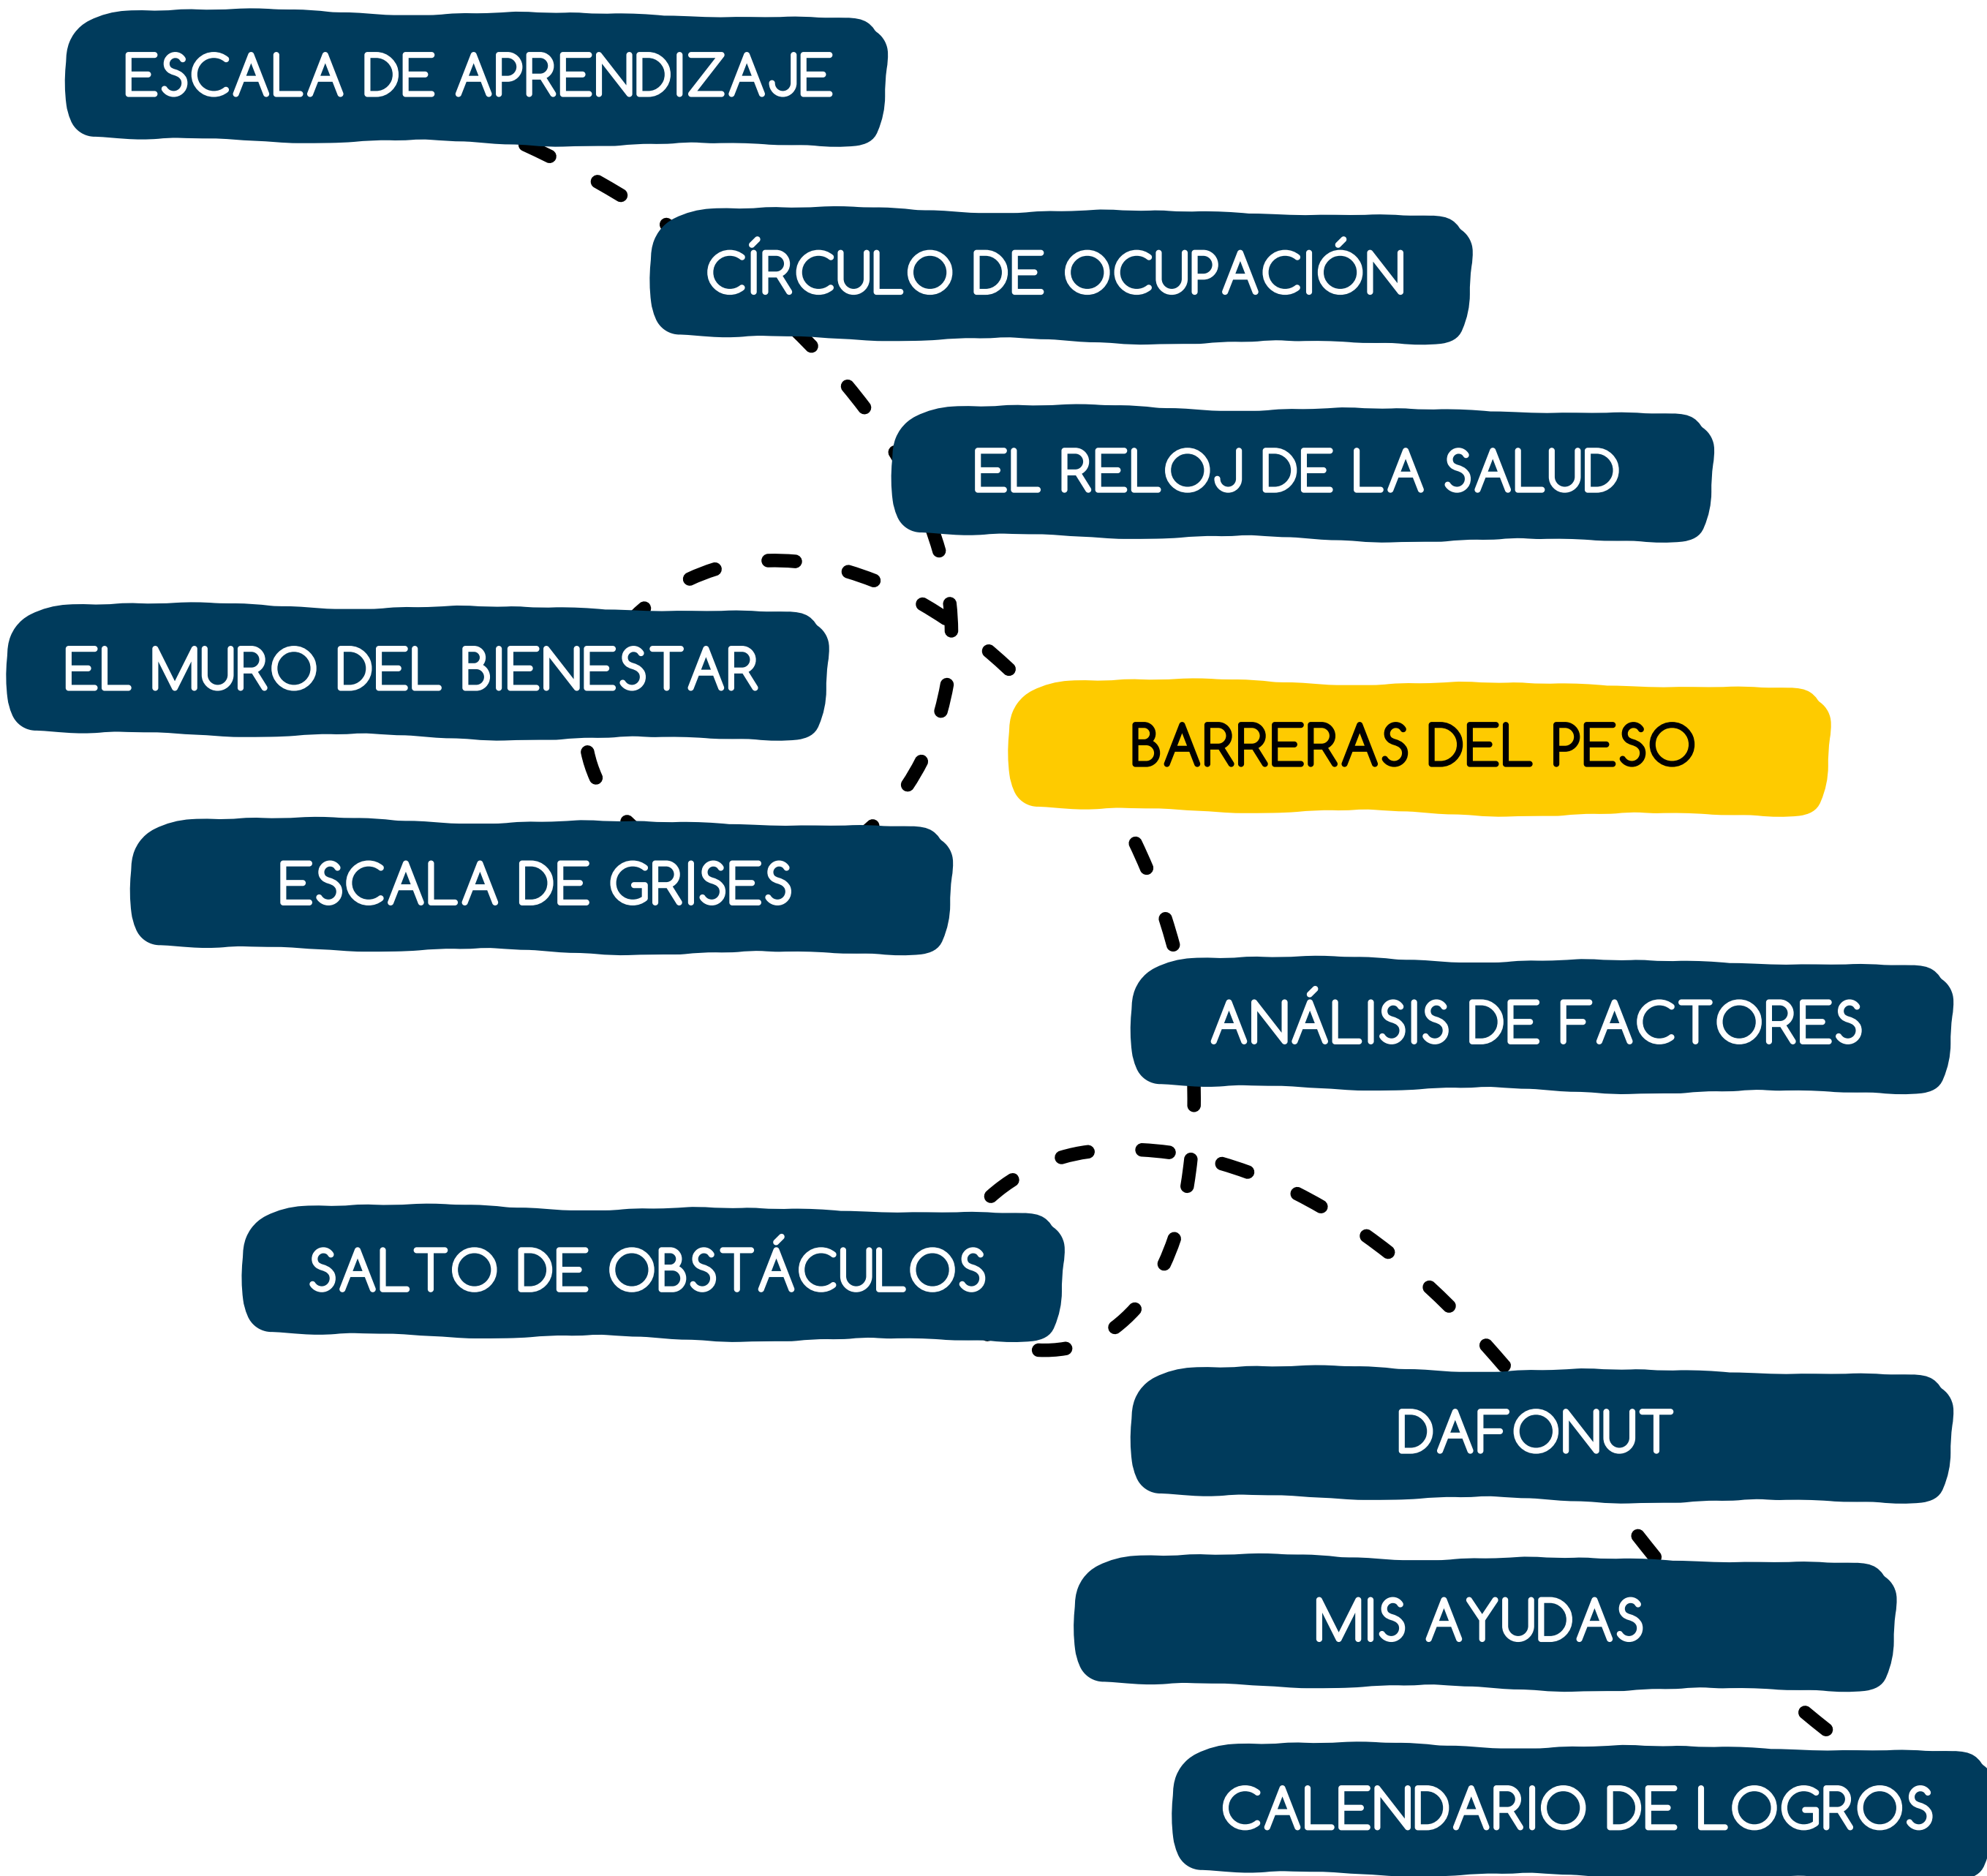 ESCALA DE APRENDIZAJE
CÍRCULO DE OCUPACIÓN
EL RELOJ DE LA SALUD
EL MURO DEL BIENESTAR
BARRERAS DEL PESO
ESCALA DE GRISES
ANÁLISIS DE FACTORES
SALTO DE OBSTÁCULOS
DAFONUT
MIS AYUDAS
CALENDARIO DE LOGROS